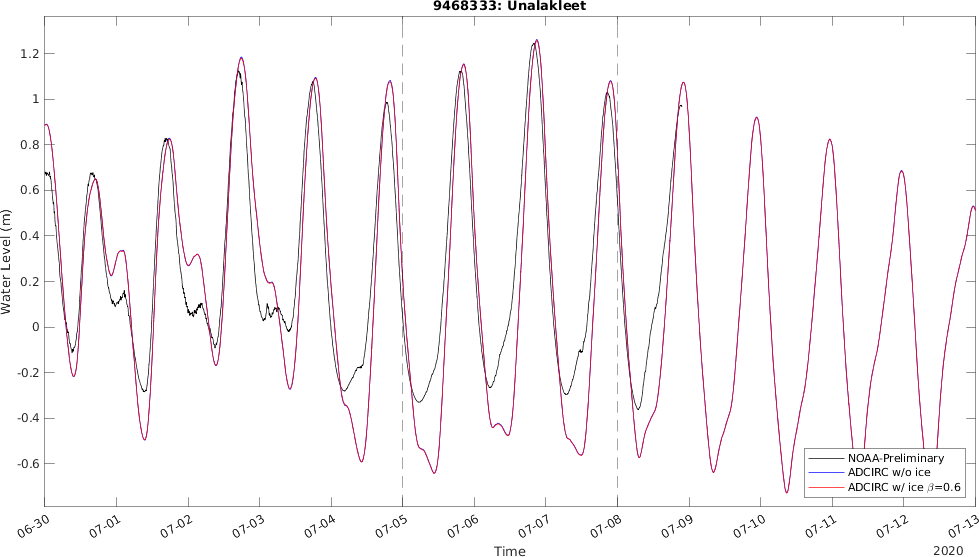 9468333: Unalakleet
Water Level (m)
1.2
1
0.8
0.6
0.4
0.2
0
-0.2
-0.4
-0.6
NOAA-Preliminary
ADCIRC w/o ice
ADCIRC w/ ice β=0.6
06-30 07-01 07-02 07-03 07-04 07-05 07-06 07-07 07-08 07-09 07-10 07-11 07-12 07-13
Time
2020